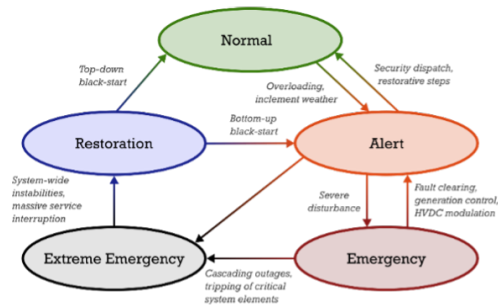 Normal
Top-down
black-start
Security dispatch,
restorative steps
Overloading,
inclement weather
Bottom-up
black-start
Restoration
Alert
System-wide
instabilities,
massive service
interruption
Severe
disturbance
Fault clearing,
generation control,
HVDC modulation
Extreme Emergency
Emergency
Cascading outages,
tripping of critical
system elements